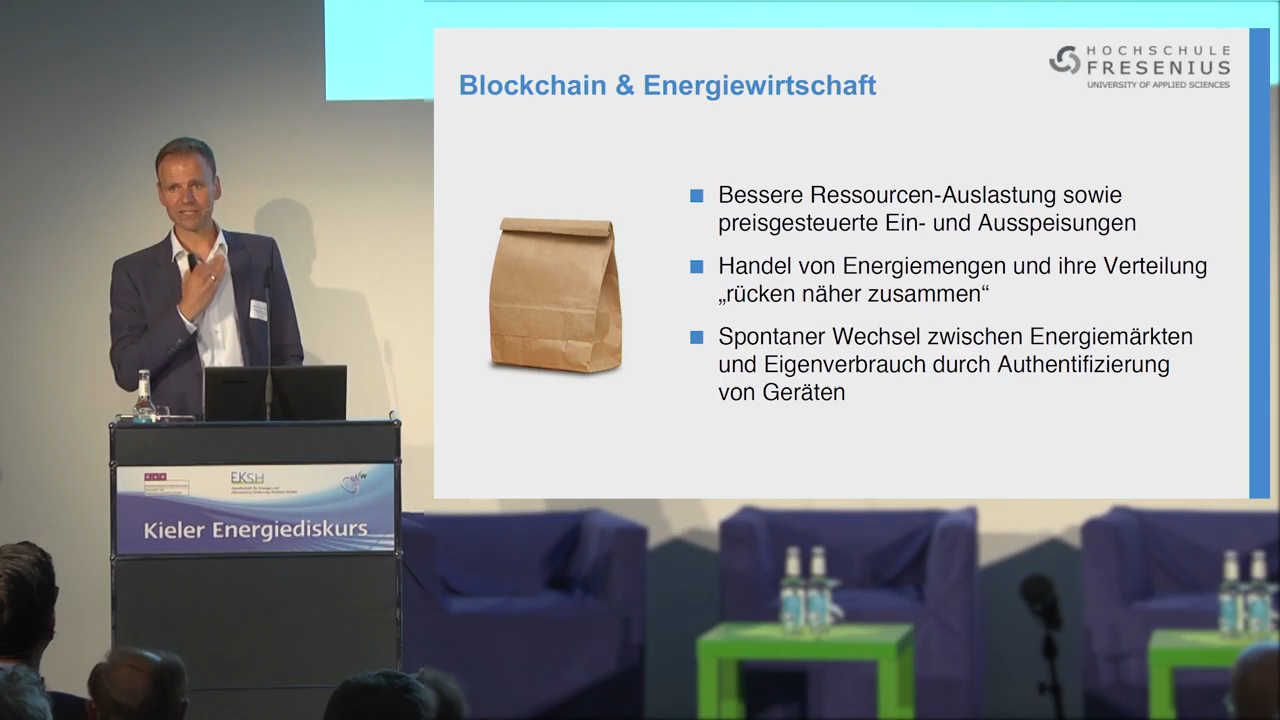 HOCHSCHULE
FRESENIUS
UNIVERSITY OF APPLIED SCIENCES
Blockchain & Energiewirtschaft
Bessere Ressourcen-Auslastung sowie
preisgesteuerte Ein- und Ausspeisungen
Handel von Energiemengen und ihre Verteilung
„rücken näher zusammen“
Spontaner Wechsel zwischen Energiemärkten
und Eigenverbrauch durch Authentifizierung
von Geräten
EKSH
Kieler Energiediskurs